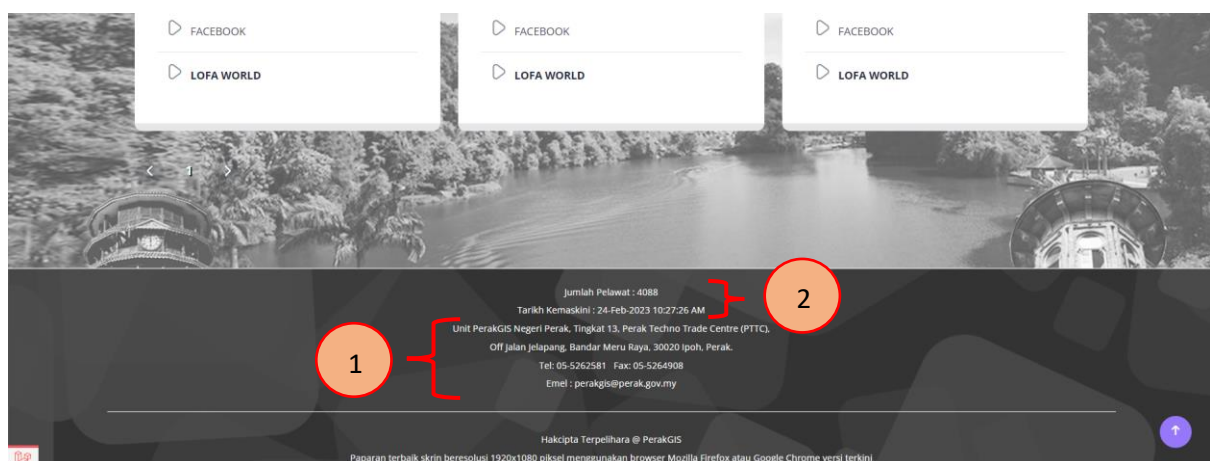 FACEBOOK
FACEBOOK
FACEBOOK
LOFA WORLD
LOFA WORLD
LOFA WORLD
1
Jumlah Pelawat : 4088
Tarikh Kemaskini : 24-Feb-2023 10:27:26 AM
2
Unit PerakGIS Negeri Perak, Tingkat 13, Perak Techno Trade Centre (PTTC),
Off Jalan Jelapang, Bandar Meru Raya, 30020 Ipoh, Perak.
1
Tel: 05-5262581 Fax: 05-5264908
Emel : perakgis@perak.gov.my
Hakcipta Terpelihara @ PerakGIS
Paparan terbaik skrin beresolusi 1920x1080 piksel menggunakan browser Mozilla Firefox atau Google Chrome versi terkini